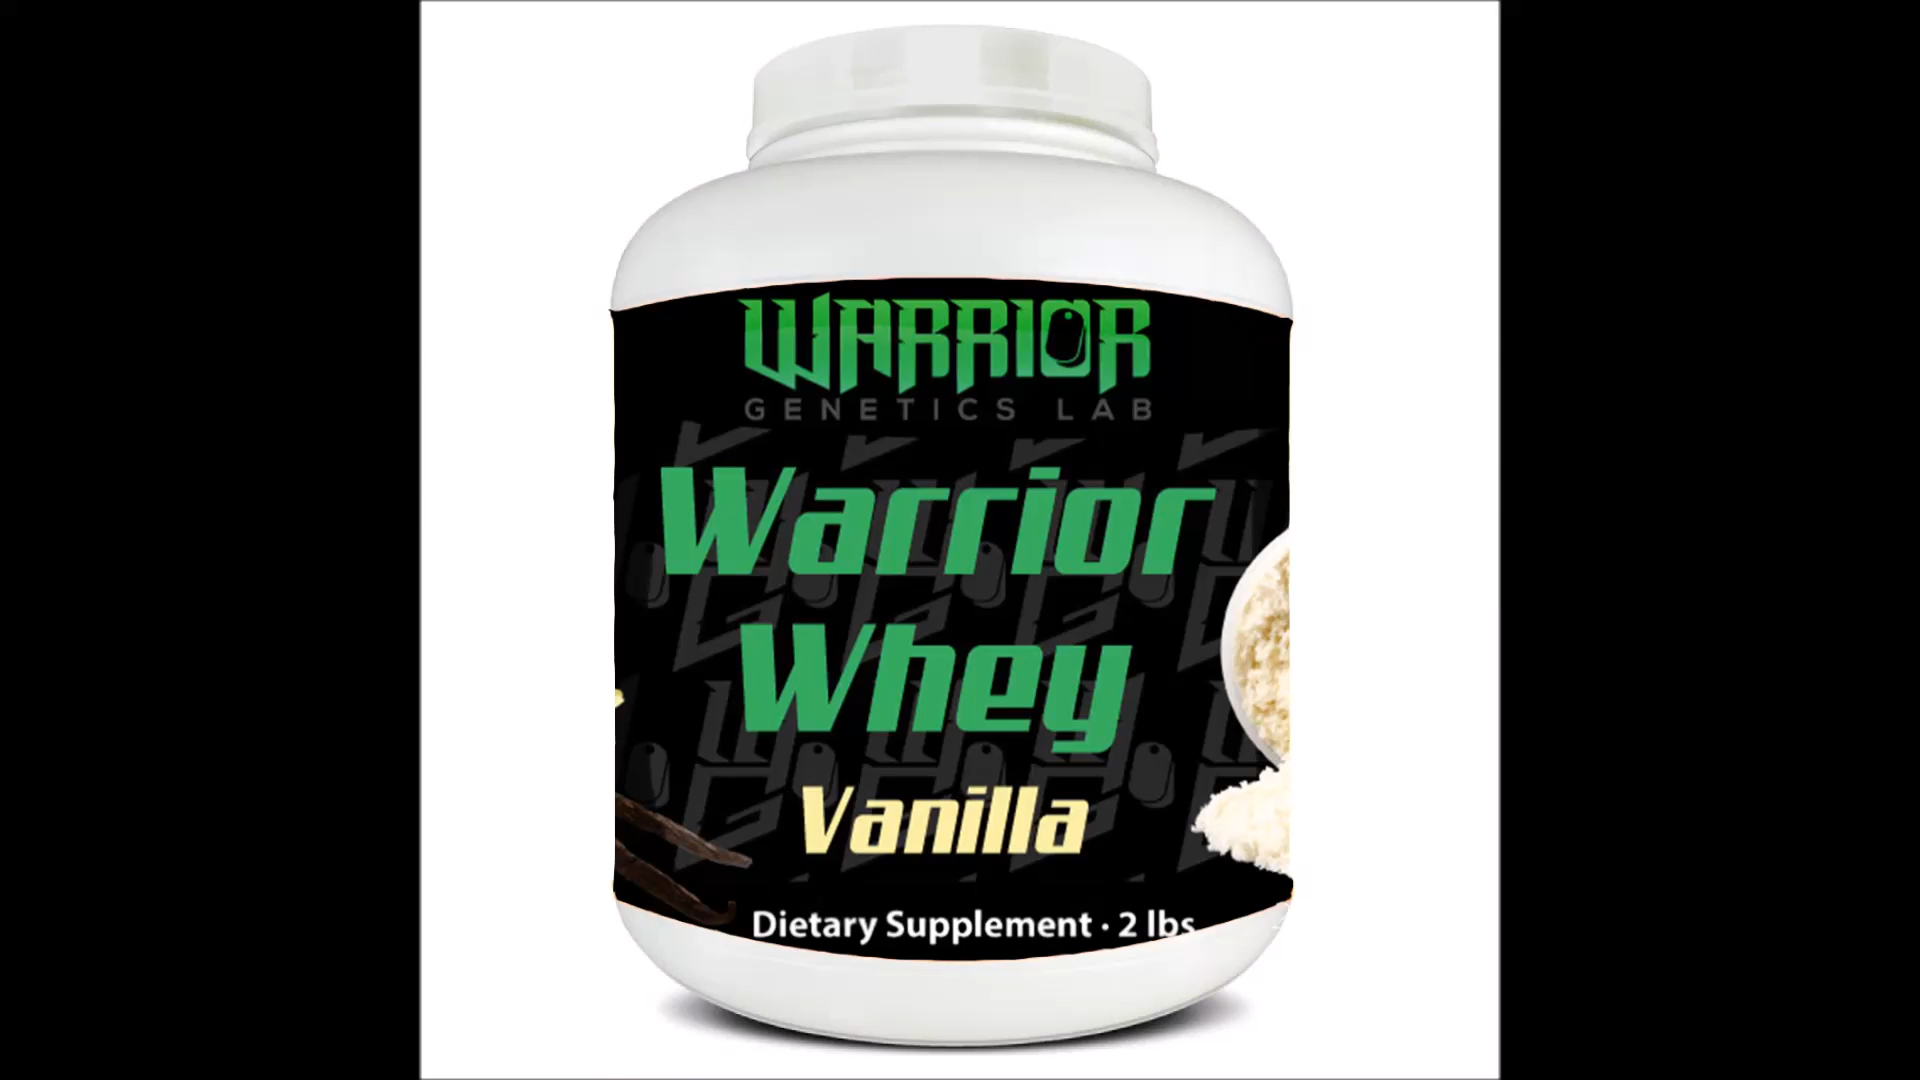 WARRIOR
GENETICS LAB
Warrior
Whey
Vanilla
Dietary Supplement · 2 lbs